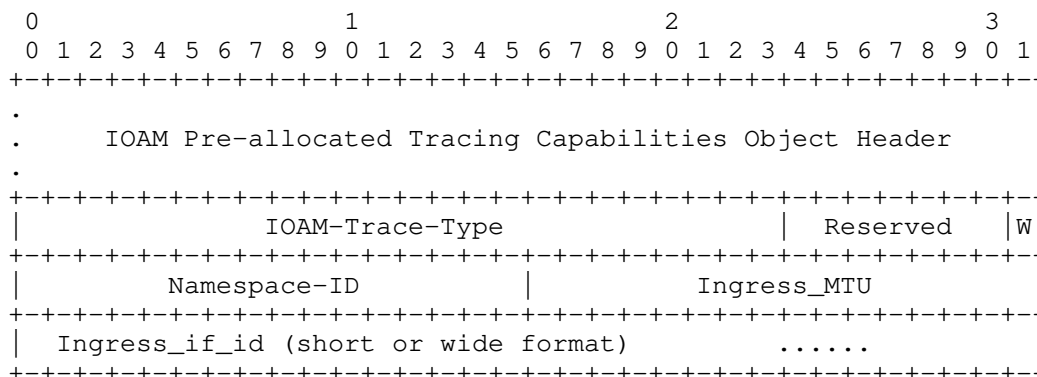 0                   1                   2                   3
 0 1 2 3 4 5 6 7 8 9 0 1 2 3 4 5 6 7 8 9 0 1 2 3 4 5 6 7 8 9 0 1
+-+-+-+-+-+-+-+-+-+-+-+-+-+-+-+-+-+-+-+-+-+-+-+-+-+-+-+-+-+-+-+-
.
.     IOAM Pre-allocated Tracing Capabilities Object Header
.
+-+-+-+-+-+-+-+-+-+-+-+-+-+-+-+-+-+-+-+-+-+-+-+-+-+-+-+-+-+-+-+-
|               IOAM-Trace-Type                 |  Reserved   |W
+-+-+-+-+-+-+-+-+-+-+-+-+-+-+-+-+-+-+-+-+-+-+-+-+-+-+-+-+-+-+-+-
|         Namespace-ID          |          Ingress_MTU
+-+-+-+-+-+-+-+-+-+-+-+-+-+-+-+-+-+-+-+-+-+-+-+-+-+-+-+-+-+-+-+-
|  Ingress_if_id (short or wide format)         ......
+-+-+-+-+-+-+-+-+-+-+-+-+-+-+-+-+-+-+-+-+-+-+-+-+-+-+-+-+-+-+-+-